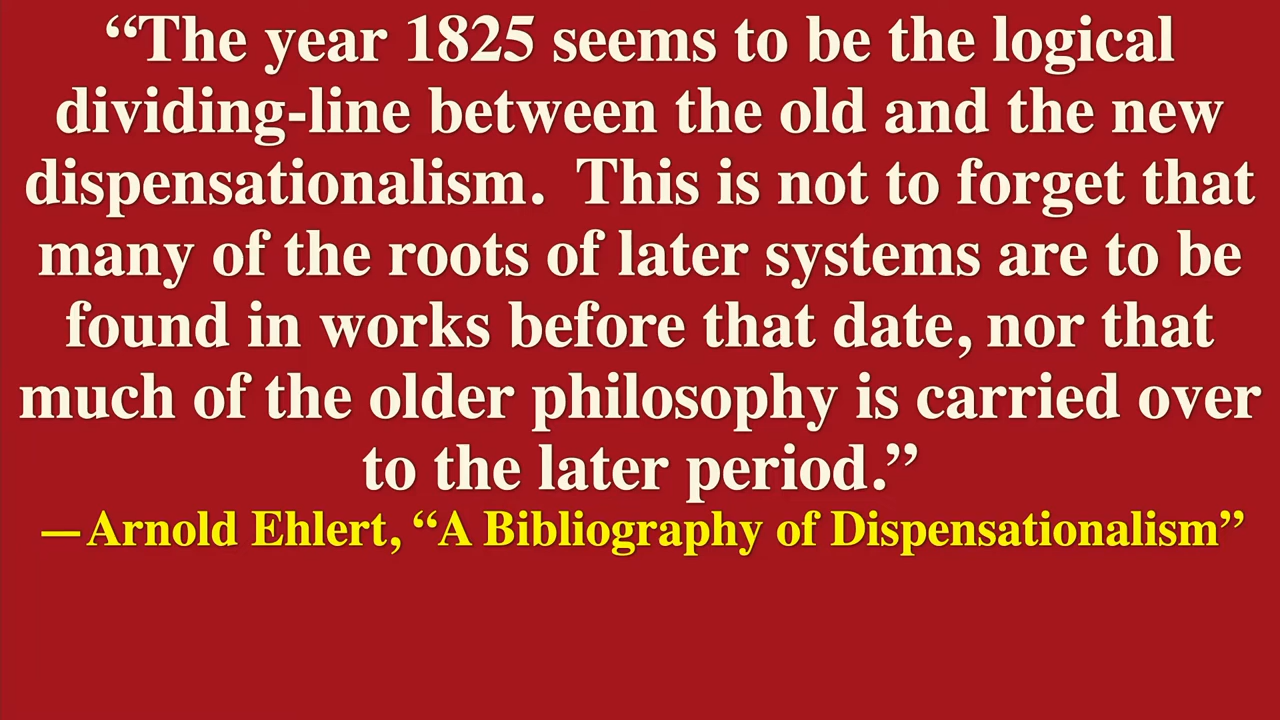 “The year 1825 seems to be the logical
dividing-line between the old and the new
dispensationalism.  This is not to forget that
many of the roots of later systems are to be
found in works before that date, nor that
much of the older philosophy is carried over
to the later period.”
—Arnold Ehlert, “A Bibliography of Dispensationalism”